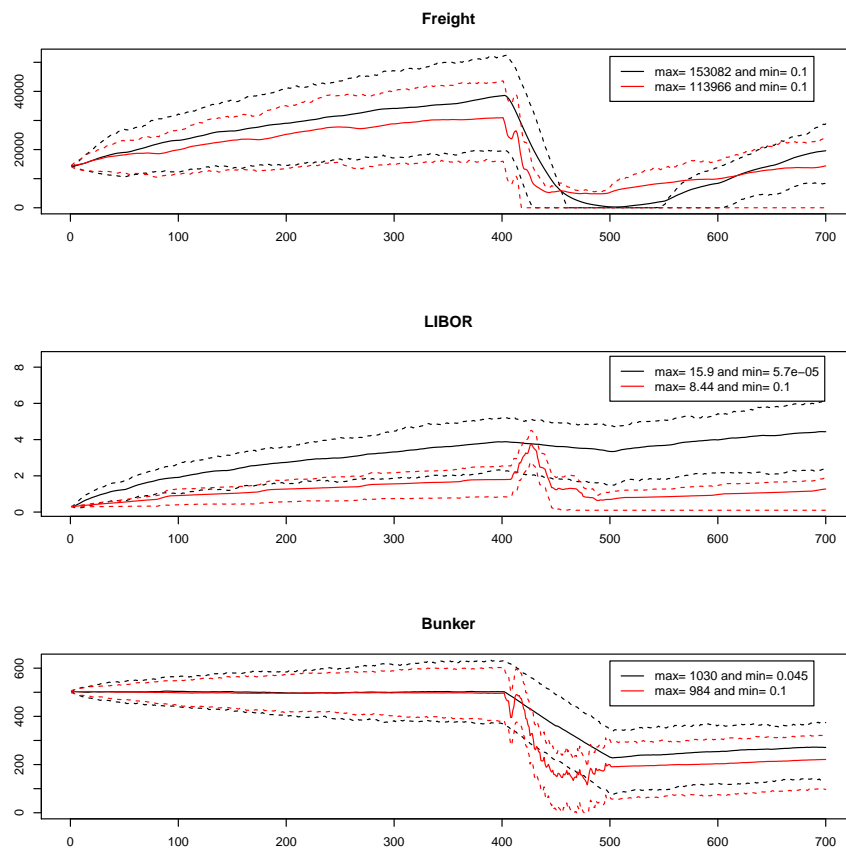 Freight
max= 153082 and min= 0.1
max= 113966 and min= 0.1
0 20000 40000
0 100 200 300 400 500 600 700
LIBOR
max= 15.9 and min= 5.7e−05
max= 8.44 and min= 0.1
8
6
4
2
0
0 100 200 300 400 500 600 700
Bunker
max= 1030 and min= 0.045
max= 984 and min= 0.1
0 200 400 600
0 100 200 300 400 500 600 700